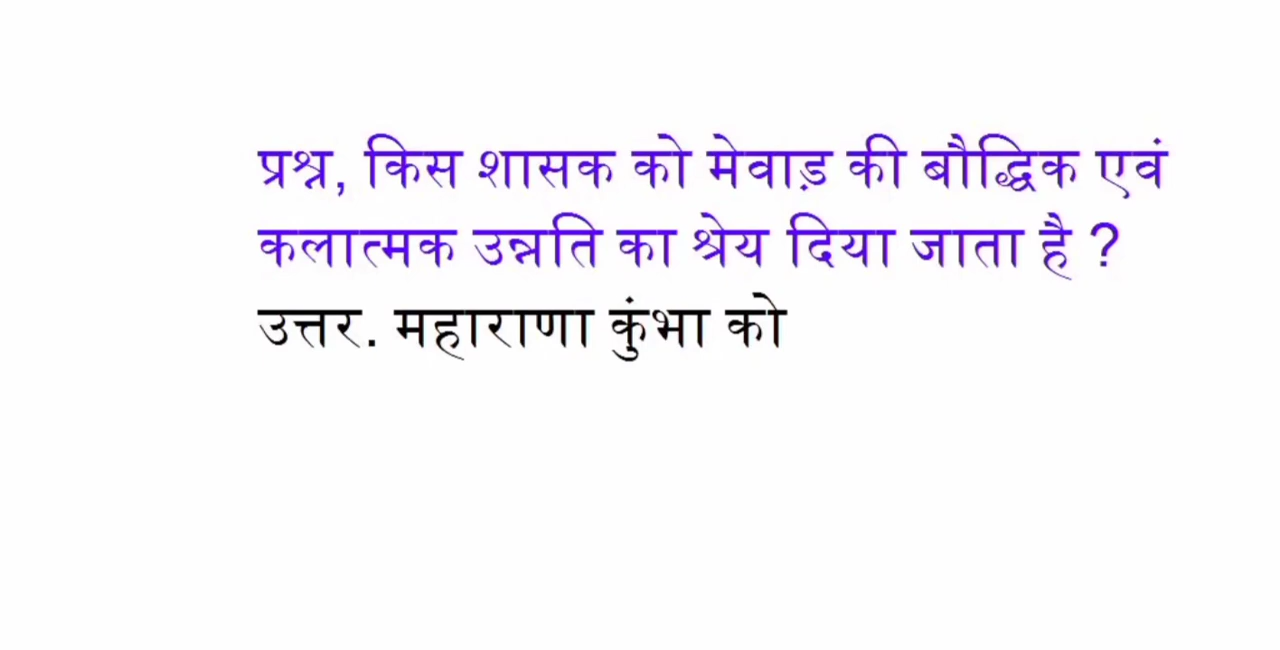 प्रश्न, किस शासक को मेवाड़ की बौद्धिक एवं
कलात्मक उन्नति का श्रेय दिया जाता है ?
उत्तर. महाराणा कुंभा को